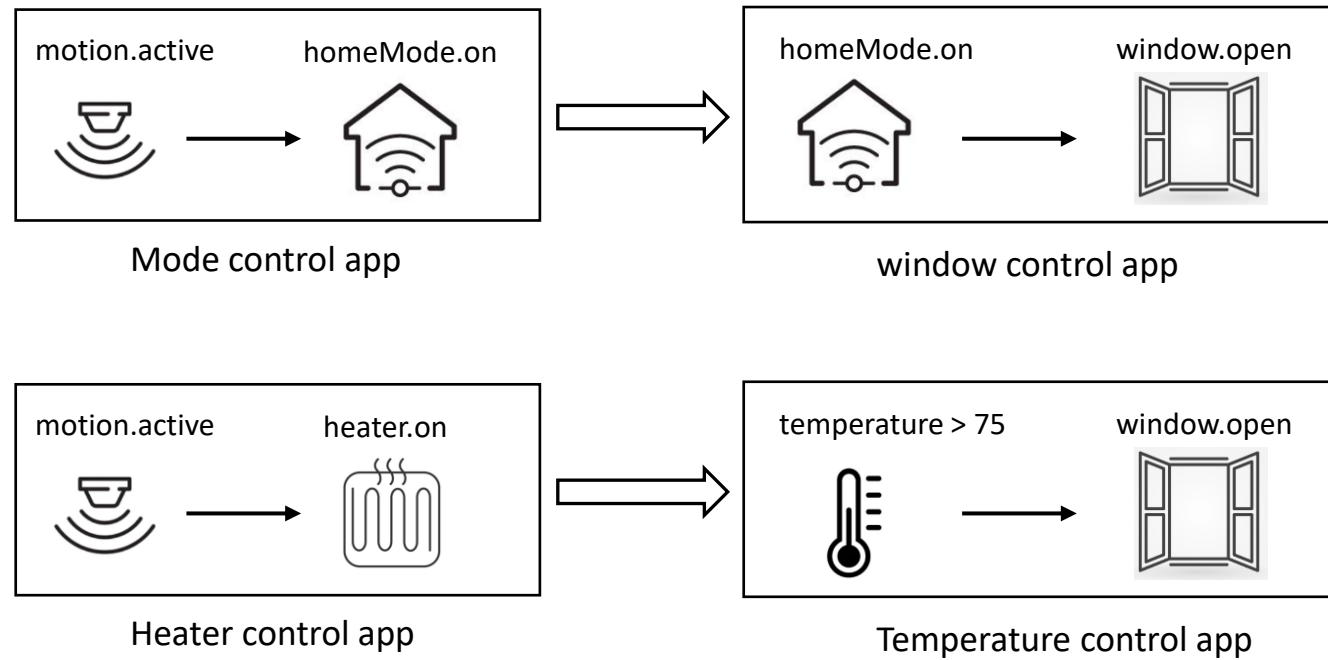 motion.active
homeMode.on
homeMode.on
window.open
Mode control app
window control app
motion.active
heater.on
temperature > 75
window.open
Heater control app
Temperature control app